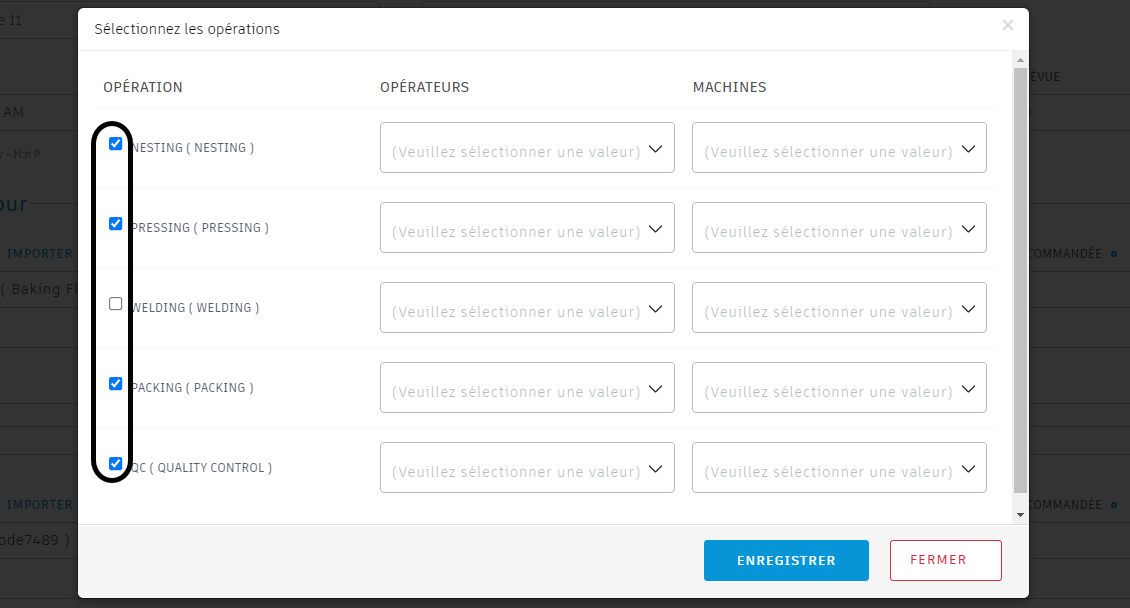 e 11
Sélectionnez les opérations
×
OPÉRATION OPÉRATEURS MACHINES
EVUE
AM
NESTING ( NESTING ) (Veuillez sélectionner une valeur) (Veuillez sélectionner une valeur)
y - H:ii P
our
PRESSING ( PRESSING ) (Veuillez sélectionner une valeur) (Veuillez sélectionner une valeur)
IMPORTER
COMMANDÉE
( Baking Fl
WELDING ( WELDING ) (Veuillez sélectionner une valeur) (Veuillez sélectionner une valeur)
PACKING ( PACKING ) (Veuillez sélectionner une valeur) (Veuillez sélectionner une valeur)
QC ( QUALITY CONTROL ) (Veuillez sélectionner une valeur) (Veuillez sélectionner une valeur)
IMPORTER
COMMANDÉE
ode7489 )
ENREGISTRER FERMER